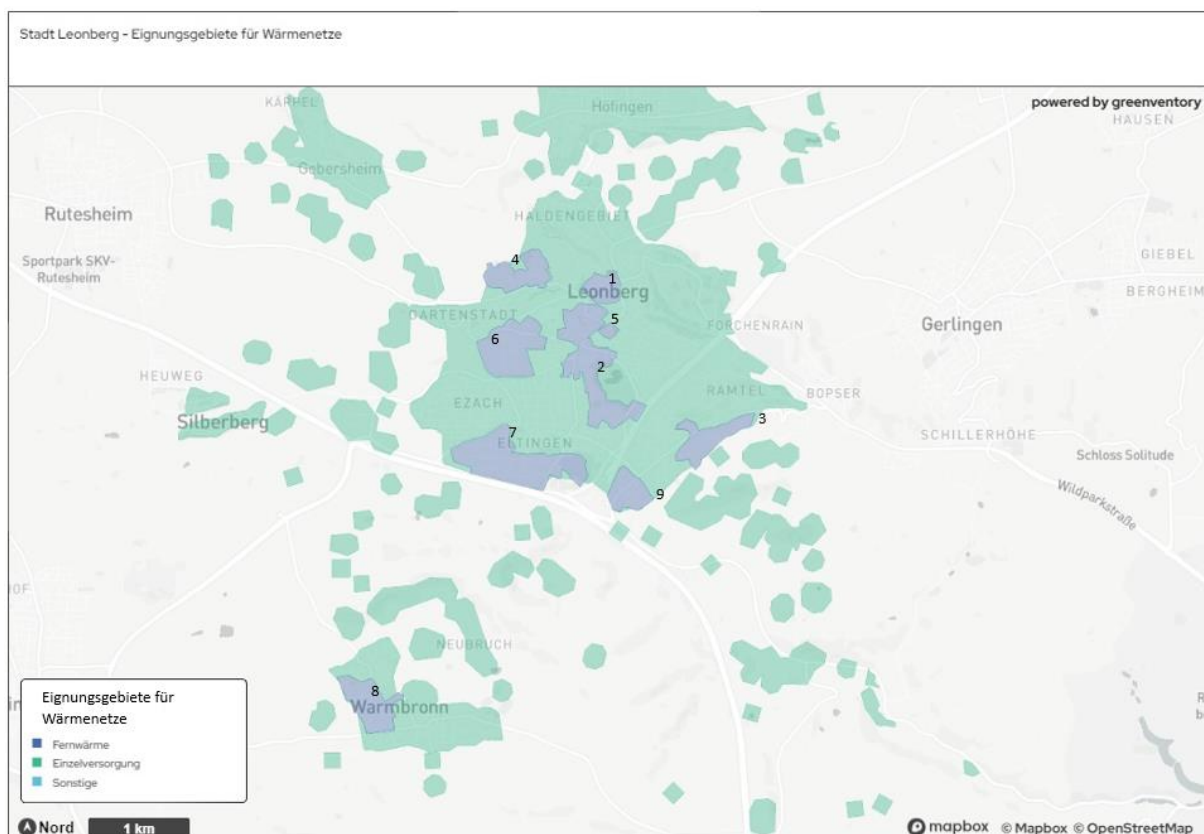 Stadt Leonberg - Eignungsgebiete für Wärmenetze
powered by greenventory
KÄPPEL
Höfingen
HAUSEN
Gebersheim
Rutesheim
HALDENGEBIET
Sportpark SKV-
Rutesheim
4
GIEBEL
1
Leonberg
BERGHEIM
GARTENSTADT
5
FORCHENRAIN
Gerlingen
6
2
HEUWEG
EZACH
RAMTEL
BOPSER
Silberberg
3
7
ELTINGEN
SCHILLERHÖHE
Schloss Solitude
9
Wildparkstraße
NEUBRUCH
8
Warmbronn
Eignungsgebiete für
Wärmenetze
Fernwärme
Einzelversorgung
Sonstige
Nord
1 km
mapbox © Mapbox © OpenStreetMap